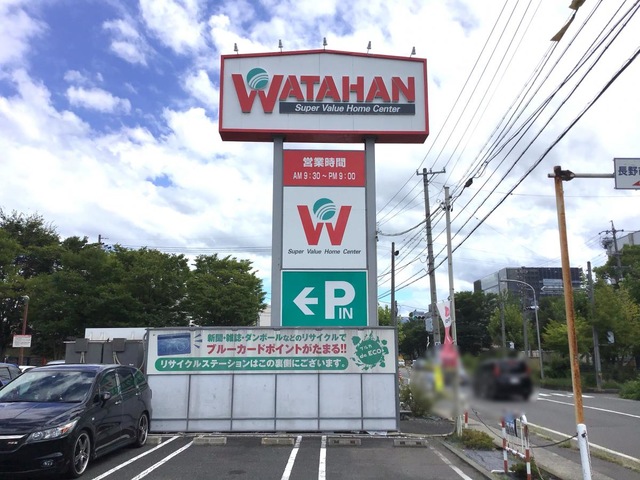 WATAHAN
Super Value Home Center
営業時間
AM 9:30~PM 9:00
W
Super Value Home Center
←P
IN
新聞・雑誌・ダンボールなどのリサイクルで
ブルーカードポイントがたまる!!
リサイクルステーションはこの裏側にございます。
ECO!
長野